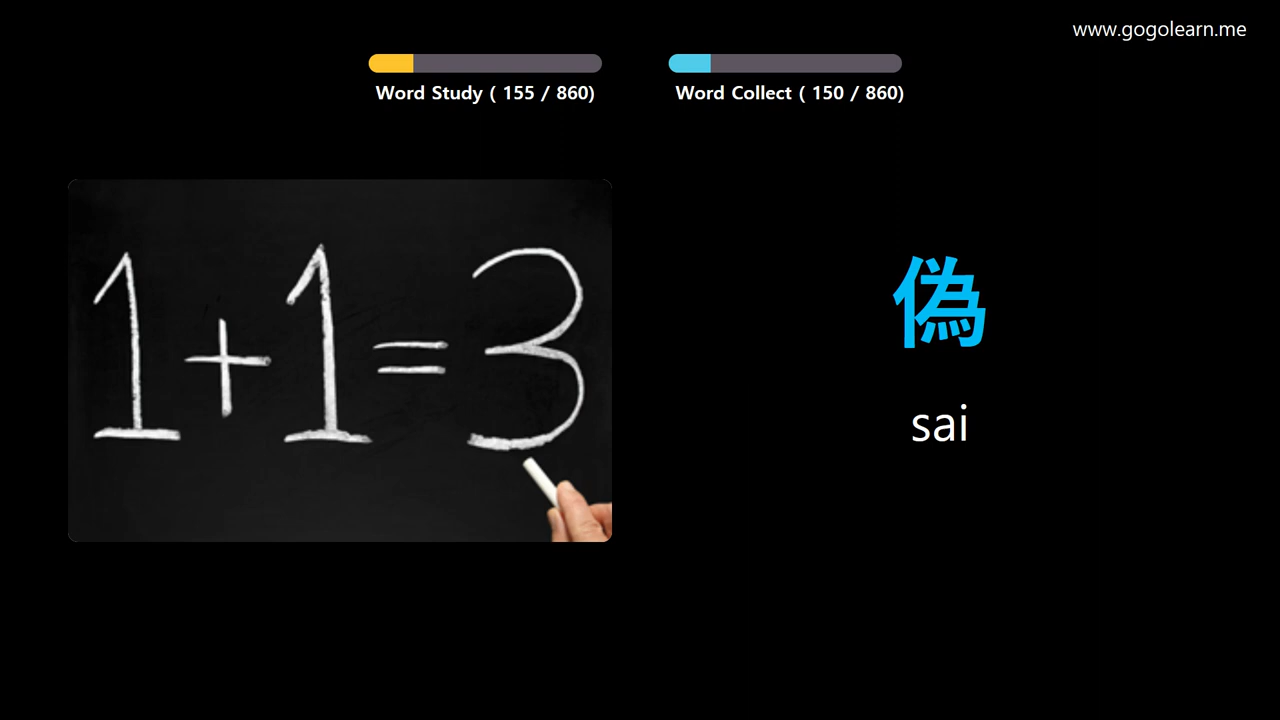 www.gogolearn.me
Word Study ( 155 / 860)
Word Collect ( 150 / 860)
1+1=3
偽
sai